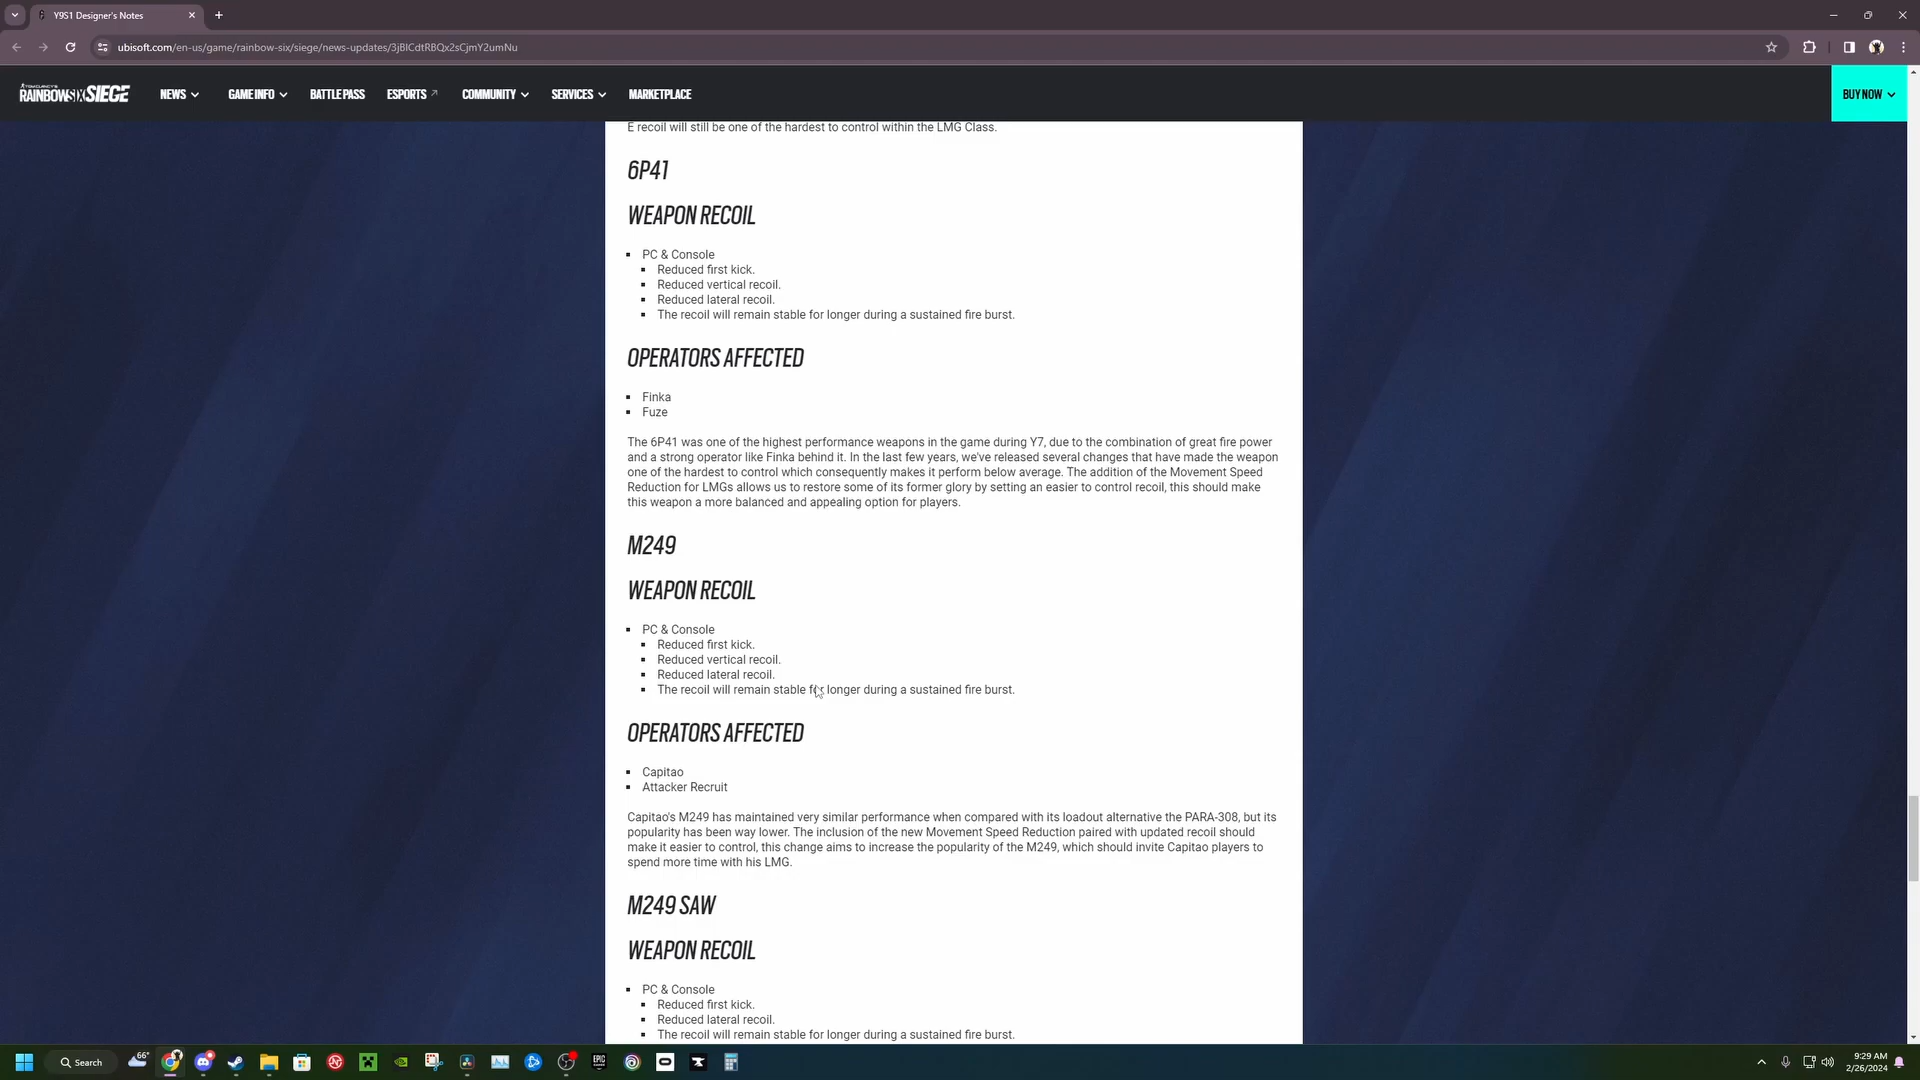 Y9S1 Designer's Notes
ubisoft.com/en-us/game/rainbow-six/siege/news-updates/3jBlCdtRBQx2sCjmY2umNu
TOM CLANCY'S
RAINBOWSIX SIEGE
NEWS
GAME INFO
BATTLE PASS
ESPORTS
COMMUNITY
SERVICES
MARKETPLACE
BUY NOW
E recoil will still be one of the hardest to control within the LMG Class.
6P41
WEAPON RECOIL
PC & Console
Reduced first kick.
Reduced vertical recoil.
Reduced lateral recoil.
The recoil will remain stable for longer during a sustained fire burst.
OPERATORS AFFECTED
Finka
Fuze
The 6P41 was one of the highest performance weapons in the game during Y7, due to the combination of great fire power
and a strong operator like Finka behind it. In the last few years, we've released several changes that have made the weapon
one of the hardest to control which consequently makes it perform below average. The addition of the Movement Speed
Reduction for LMGs allows us to restore some of its former glory by setting an easier to control recoil, this should make
this weapon a more balanced and appealing option for players.
M249
WEAPON RECOIL
PC & Console
Reduced first kick.
Reduced vertical recoil.
Reduced lateral recoil.
The recoil will remain stable for longer during a sustained fire burst.
OPERATORS AFFECTED
Capitao
Attacker Recruit
Capitao's M249 has maintained very similar performance when compared with its loadout alternative the PARA-308, but its
popularity has been way lower. The inclusion of the new Movement Speed Reduction paired with updated recoil should
make it easier to control, this change aims to increase the popularity of the M249, which should invite Capitao players to
spend more time with his LMG.
M249 SAW
WEAPON RECOIL
PC & Console
Reduced first kick.
Reduced lateral recoil.
The recoil will remain stable for longer during a sustained fire burst.
Search
66°
EPIC
9:29 AM
2/26/2024